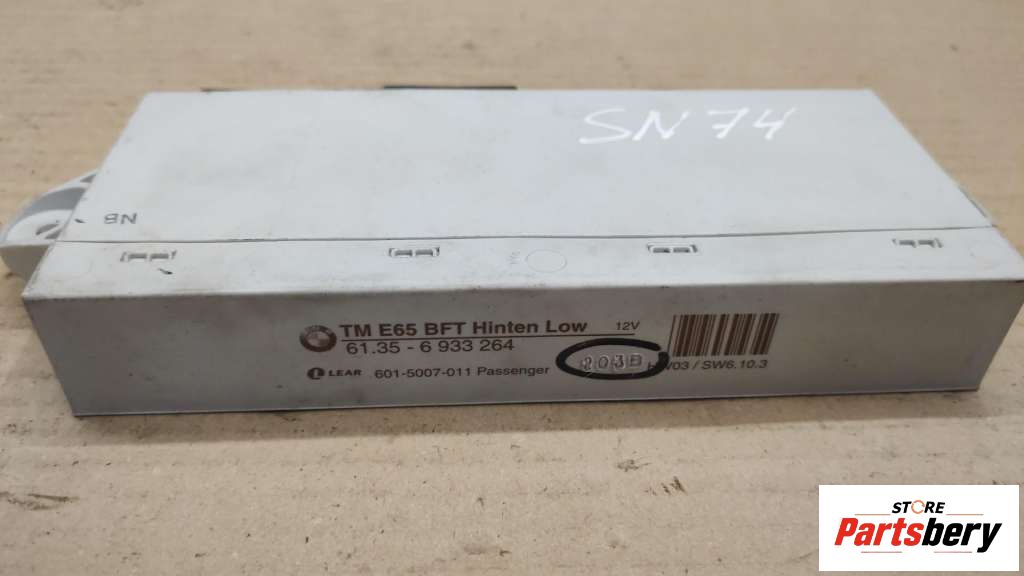 SN74
NB
TM E65 BFT Hinten Low 12V
61.35 - 6 933 264
LEAR 601-5007-011 Passenger
/ SW6.10.3
STORE
Partsbery